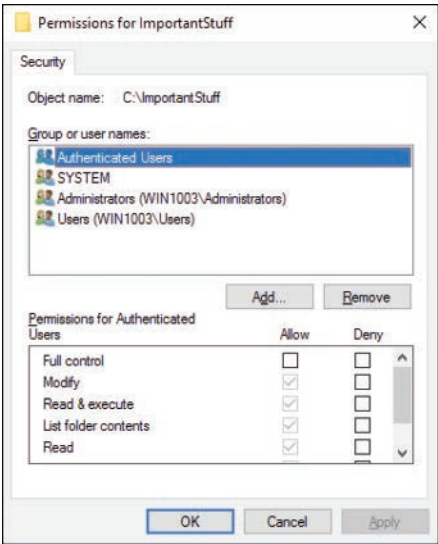 Permissions for ImportantStuff
Security
Object name: C:\ImportantStuff
Group or user names:
Authenticated Users
SYSTEM
Administrators (WIN1003\Administrators)
Users (WIN1003\Users)
Add...
Remove
Permissions for Authenticated
Users Allow Deny
Full control
Modify
Read & execute
List folder contents
Read
OK Cancel Apply